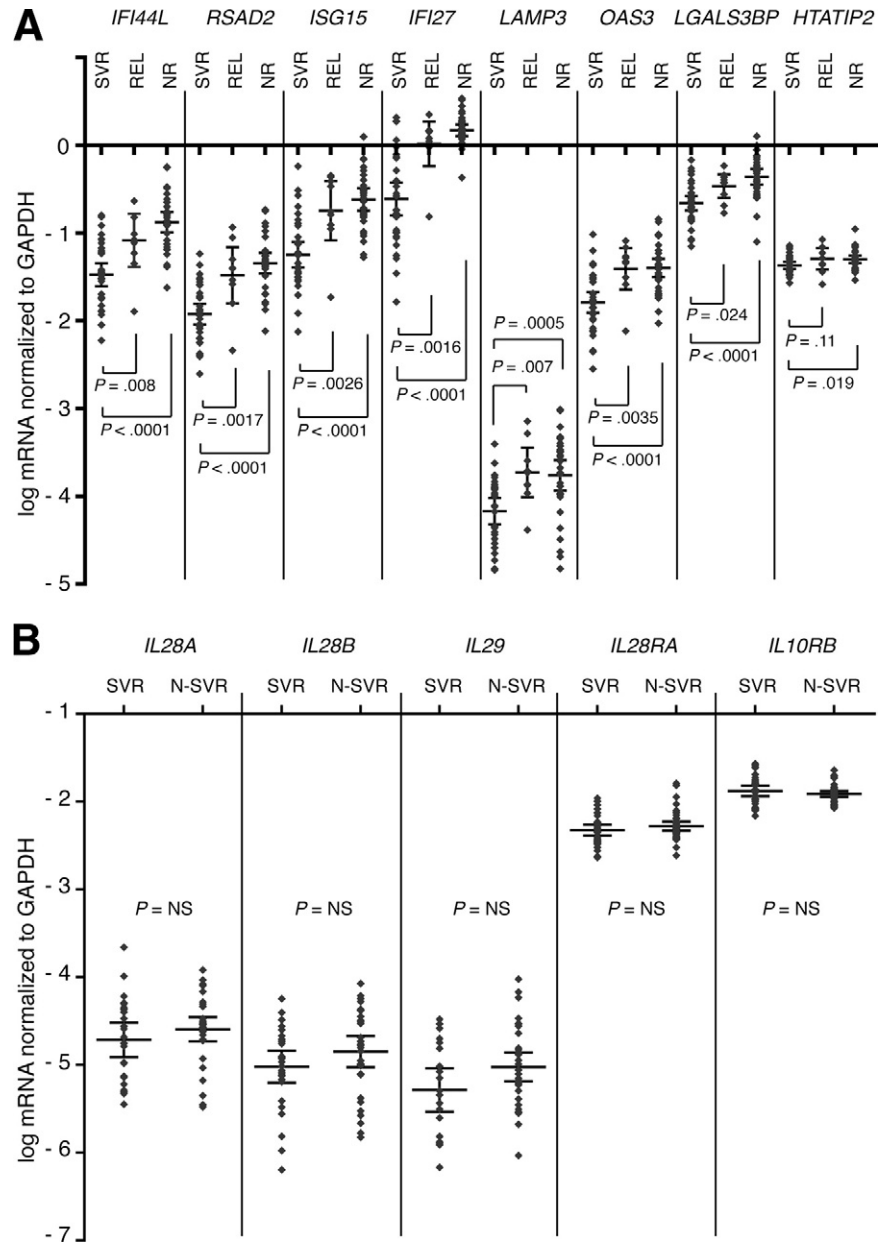 A
IFI44L RSAD2 ISG15 IFI27 LAMP3 OAS3 LGALS3BP HTATIP2
SVR REL NR SVR REL NR SVR REL NR SVR REL NR SVR REL NR SVR REL NR SVR REL NR SVR REL NR
log mRNA normalized to GAPDH
0
- 1
- 2
- 3
- 4
- 5
P = .008
P < .0001
P = .0017
P < .0001
P = .0026
P < .0001
P = .0016
P < .0001
P = .0005
P = .007
P = .0035
P < .0001
P = .024
P < .0001
P = .11
P = .019
B
IL28A IL28B IL29 IL28RA IL10RB
SVR N-SVR SVR N-SVR SVR N-SVR SVR N-SVR SVR N-SVR
log mRNA normalized to GAPDH
- 1
- 2
- 3
- 4
- 5
- 6
- 7
P = NS P = NS P = NS P = NS P = NS